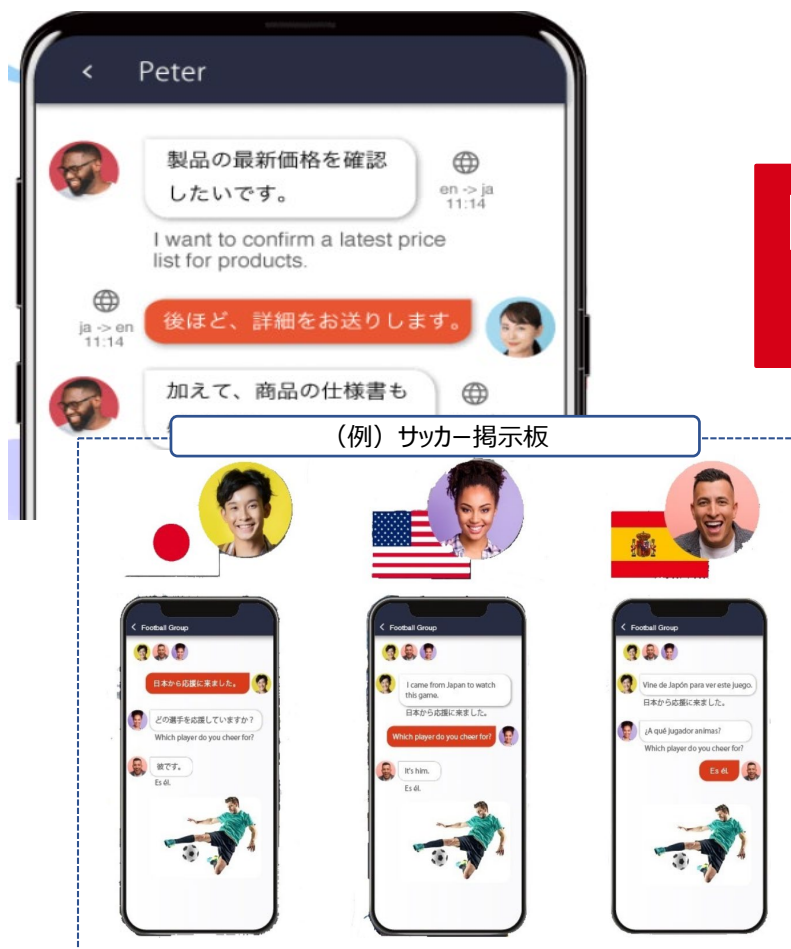 < Peter
製品の最新価格を確認
したいです。
en -> ja
11:14
I want to confirm a latest price
list for products.
ja -> en
11:14
後ほど、詳細をお送りします。
加えて、商品の仕様書も
（例）サッカー掲示板
< Football Group
日本から応援に来ました。
どの選手を応援していますか？
Which player do you cheer for?
彼です。
Es él.
< Football Group
I came from Japan to watch
this game.
日本から応援に来ました。
Which player do you cheer for?
It's him.
Es él.
< Football Group
Vine de Japón para ver este juego.
日本から応援に来ました。
¿A qué jugador animas?
Which player do you cheer for?
Es él.